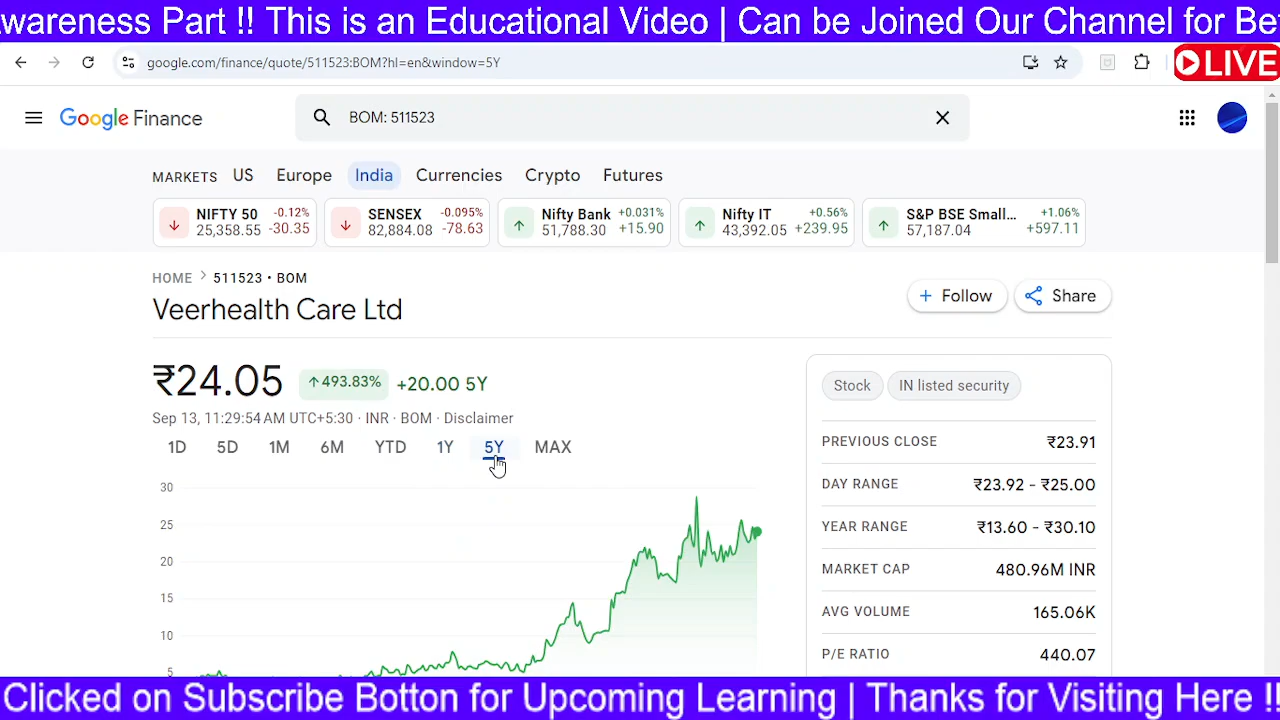 wareness Part !! This is an Educational Video | Can be Joined Our Channel for Be
google.com/finance/quote/511523:BOM?hl=en&window=5Y
LIVE
Google Finance
BOM: 511523
MARKETS US Europe India Currencies Crypto Futures
NIFTY 50 -0.12% SENSEX -0.095% Nifty Bank +0.031% Nifty IT +0.56% S&P BSE Small... +1.06%
25,358.55 -30.35 82,884.08 -78.63 51,788.30 +15.90 43,392.05 +239.95 57,187.04 +597.11
HOME > 511523 • BOM
Veerhealth Care Ltd
+ Follow Share
₹24.05 ↑493.83% +20.00 5Y
Stock IN listed security
Sep 13, 11:29:54 AM UTC+5:30 · INR · BOM · Disclaimer
1D 5D 1M 6M YTD 1Y 5Y MAX
PREVIOUS CLOSE ₹23.91
DAY RANGE ₹23.92 - ₹25.00
YEAR RANGE ₹13.60 - ₹30.10
MARKET CAP 480.96M INR
AVG VOLUME 165.06K
P/E RATIO 440.07
30
25
20
15
10
5
Clicked on Subscribe Botton for Upcoming Learning | Thanks for Visiting Here !!